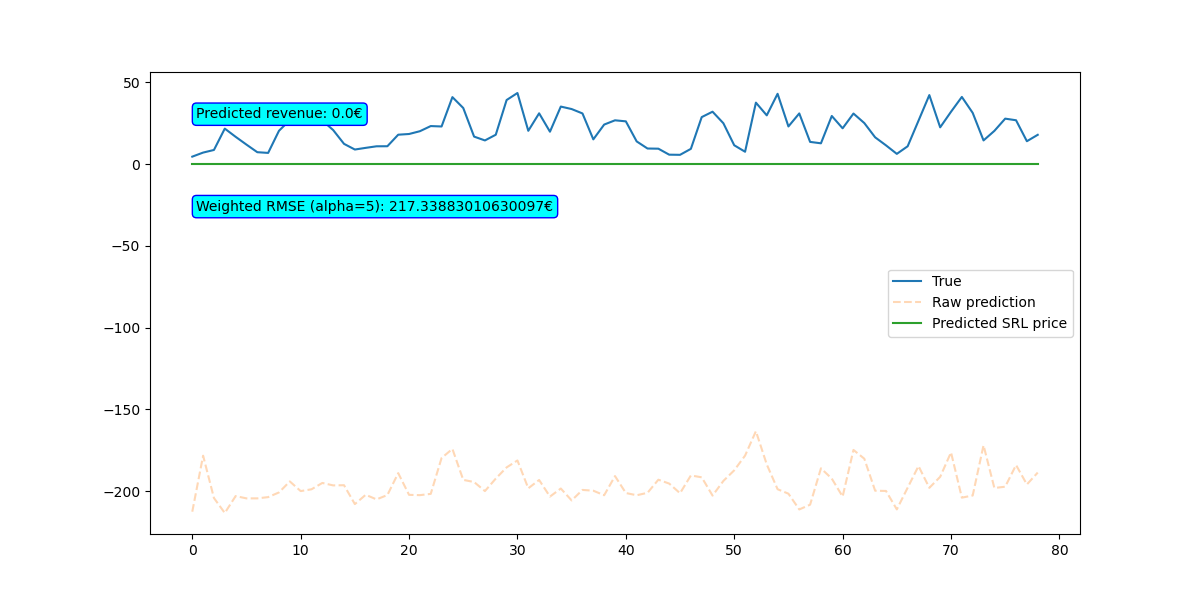 50
0
−50
−100
−150
−200
Predicted revenue: 0.0€
Weighted RMSE (alpha=5): 217.33883010630097€
True
Raw prediction
Predicted SRL price
0 10 20 30 40 50 60 70 80